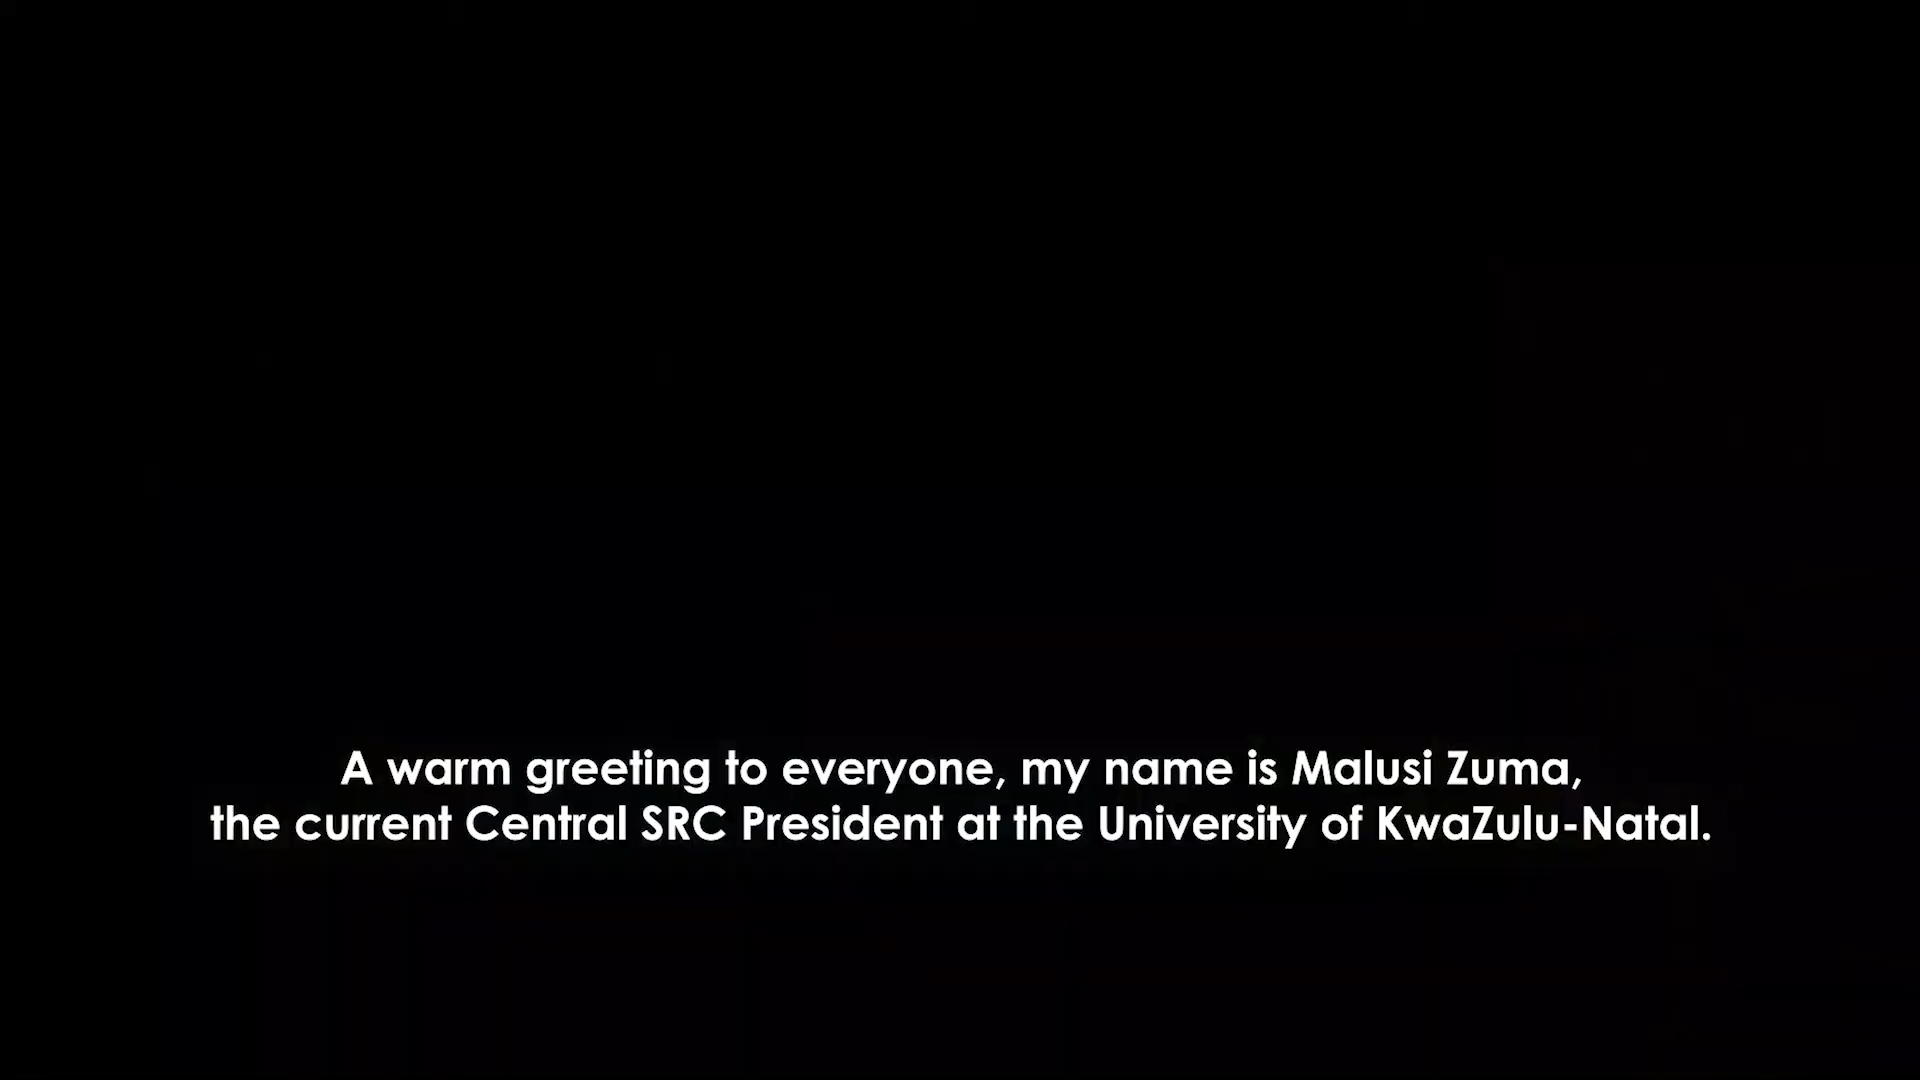 A warm greeting to everyone, my name is Malusi Zuma,
the current Central SRC President at the University of KwaZulu-Natal.